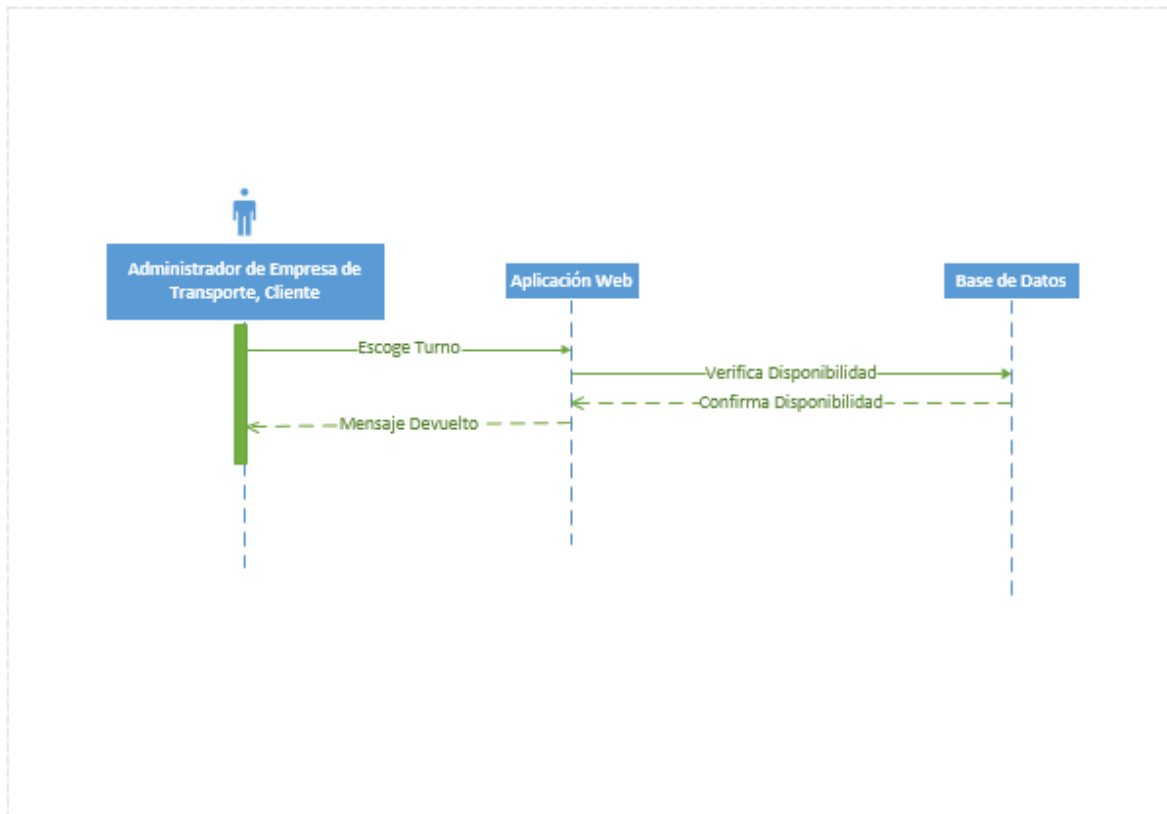 Administrador de Empresa de
Transporte, Cliente
Aplicación Web
Base de Datos
Escoge Turno
Verifica Disponibilidad
Confirma Disponibilidad
Mensaje Devuelto